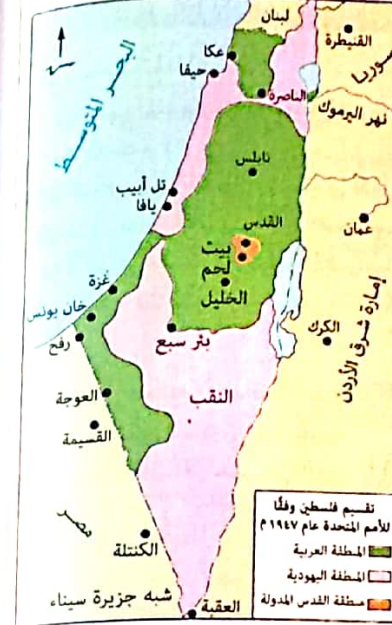 لبنان
القنيطرة
سوريا
عكا
حيفا
الناصرة
نهر اليرموك
البحر المتوسط
نابلس
تل أبيب
يافا
عمان
القدس
بيت
لحم
الخليل
غزة
خان يونس
رفح
بئر سبع
الكرك
إمارة شرق الأردن
العوجة
النقب
القسيمة
مصر
الكنتلة
شبه جزيرة سيناء
العقبة
تقسيم فلسطين وفقًا
للأمم المتحدة عام ١٩٤٧م
المنطقة العربية
المنطقة اليهودية
منطقة القدس المدولة